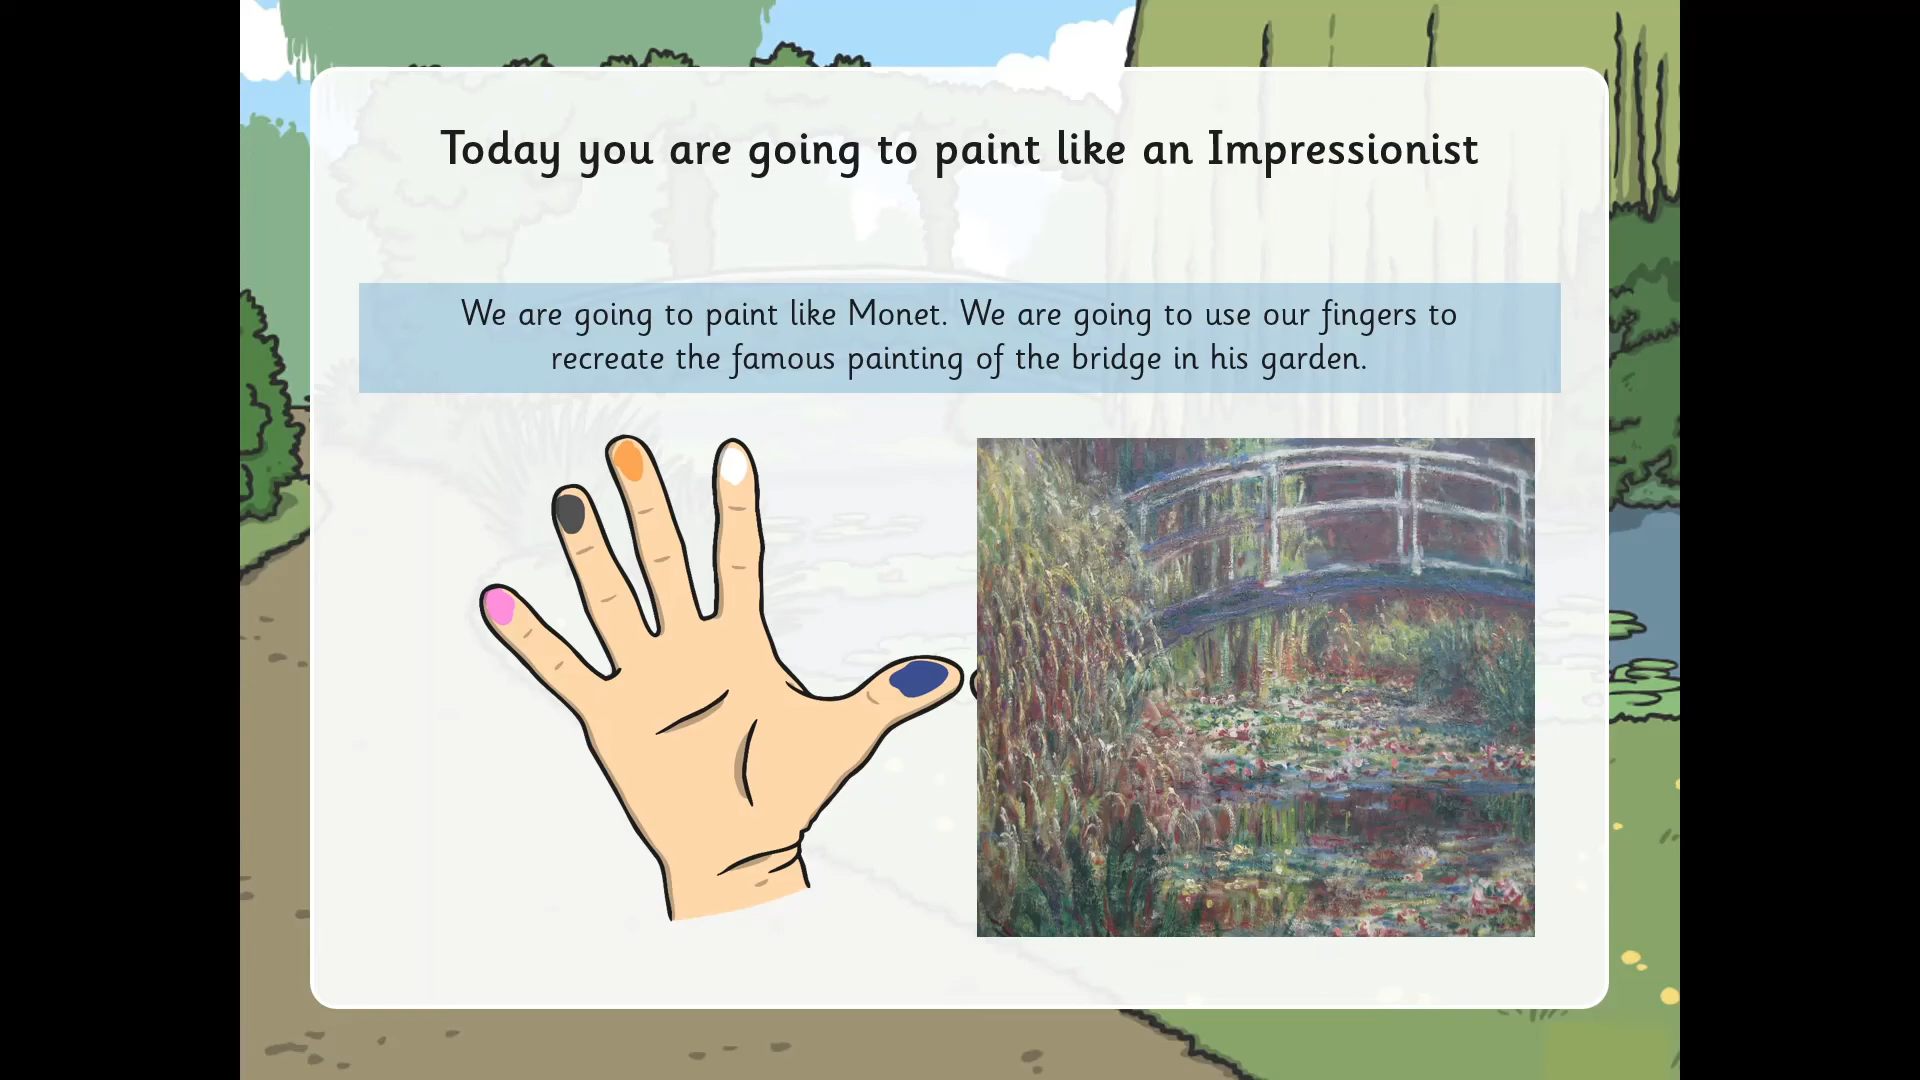 Today you are going to paint like an Impressionist
We are going to paint like Monet. We are going to use our fingers to
recreate the famous painting of the bridge in his garden.